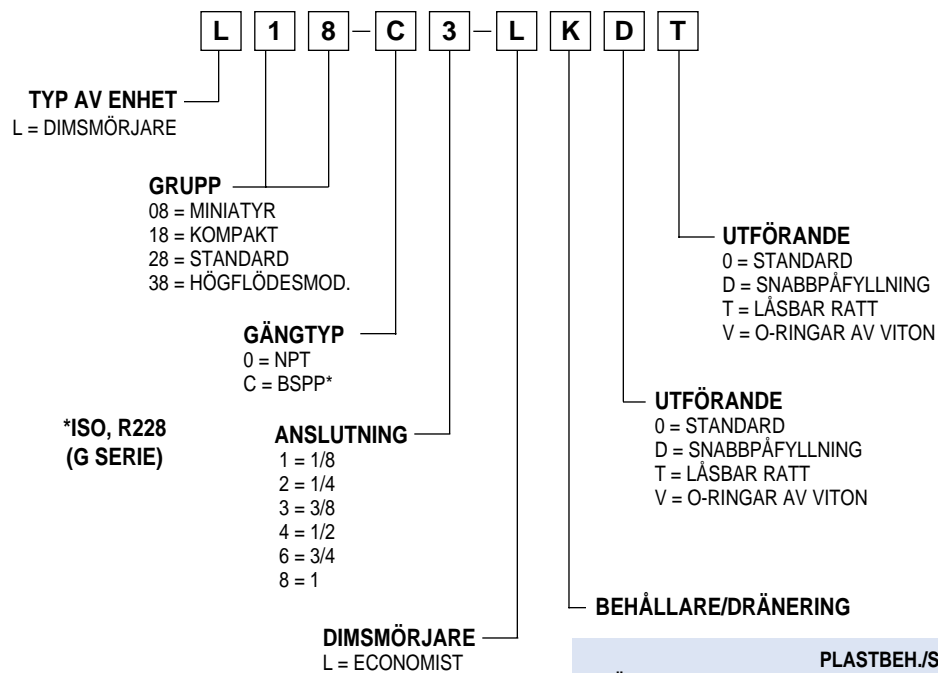 L 1 8 – C 3 – L K D T
TYP AV ENHET
L = DIMSMÖRJARE
GRUPP
08 = MINIATYR
18 = KOMPAKT
28 = STANDARD
38 = HÖGFLÖDESMOD.
GÄNGTYP
0 = NPT
C = BSPP*
*ISO, R228
(G SERIE)
ANSLUTNING
1 = 1/8
2 = 1/4
3 = 3/8
4 = 1/2
6 = 3/4
8 = 1
DIMSMÖRJARE
L = ECONOMIST
UTFÖRANDE
0 = STANDARD
D = SNABBPÅFYLLNING
T = LÅSBAR RATT
V = O-RINGAR AV VITON
UTFÖRANDE
0 = STANDARD
D = SNABBPÅFYLLNING
T = LÅSBAR RATT
V = O-RINGAR AV VITON
BEHÅLLARE/DRÄNERING
PLASTBEH./S